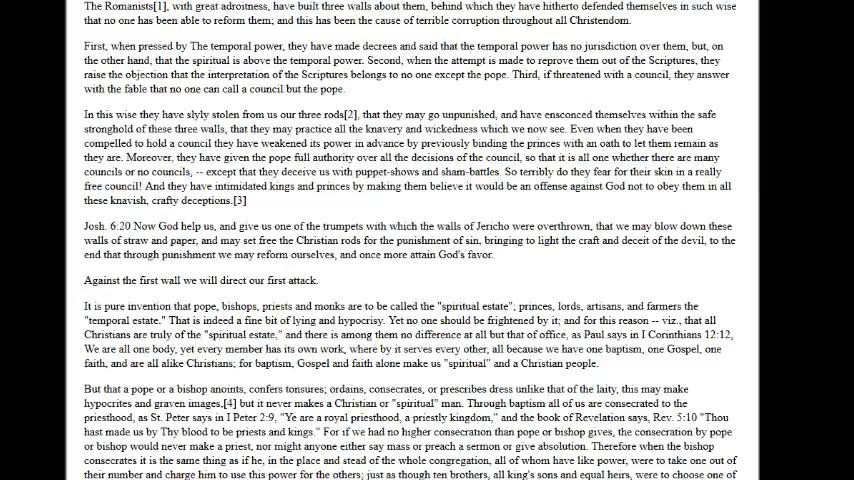 The Romanists[1], with great adroitness, have built three walls about them, behind which they have hitherto defended themselves in such wise
that no one has been able to reform them; and this has been the cause of terrible corruption throughout all Christendom.
First, when pressed by The temporal power, they have made decrees and said that the temporal power has no jurisdiction over them, but, on
the other hand, that the spiritual is above the temporal power. Second, when the attempt is made to reprove them out of the Scriptures, they
raise the objection that the interpretation of the Scriptures belongs to no one except the pope. Third, if threatened with a council, they answer
with the fable that no one can call a council but the pope.
In this wise they have slyly stolen from us our three rods[2], that they may go unpunished, and have ensconced themselves within the safe
stronghold of these three walls, that they may practice all the knavery and wickedness which we now see. Even when they have been
compelled to hold a council they have weakened its power in advance by previously binding the princes with an oath to let them remain as
they are. Moreover, they have given the pope full authority over all the decisions of the council, so that it is all one whether there are many
councils or no councils, -- except that they deceive us with puppet-shows and sham-battles. So terribly do they fear for their skin in a really
free council! And they have intimidated kings and princes by making them believe it would be an offense against God not to obey them in all
these knavish, crafty deceptions.[3]
Josh. 6:20 Now God help us, and give us one of the trumpets with which the walls of Jericho were overthrown, that we may blow down these
walls of straw and paper, and may set free the Christian rods for the punishment of sin, bringing to light the craft and deceit of the devil, to the
end that through punishment we may reform ourselves, and once more attain God's favor.
Against the first wall we will direct our first attack.
It is pure invention that pope, bishops, priests and monks are to be called the "spiritual estate"; princes, lords, artisans, and farmers the
"temporal estate." That is indeed a fine bit of lying and hypocrisy. Yet no one should be frightened by it; and for this reason -- viz., that all
Christians are truly of the "spiritual estate," and there is among them no difference at all but that of office, as Paul says in I Corinthians 12:12,
We are all one body, yet every member has its own work, where by it serves every other, all because we have one baptism, one Gospel, one
faith, and are all alike Christians; for baptism, Gospel and faith alone make us "spiritual" and a Christian people.
But that a pope or a bishop anoints, confers tonsures; ordains, consecrates, or prescribes dress unlike that of the laity, this may make
hypocrites and graven images,[4] but it never makes a Christian or "spiritual" man. Through baptism all of us are consecrated to the
priesthood, as St. Peter says in I Peter 2:9, "Ye are a royal priesthood, a priestly kingdom," and the book of Revelation says, Rev. 5:10 "Thou
hast made us by Thy blood to be priests and kings." For if we had no higher consecration than pope or bishop gives, the consecration by pope
or bishop would never make a priest, nor might anyone either say mass or preach a sermon or give absolution. Therefore when the bishop
consecrates it is the same thing as if he, in the place and stead of the whole congregation, all of whom have like power, were to take one out of
their number and charge him to use this power for the others; just as though ten brothers, all king's sons and equal heirs, were to choose one of